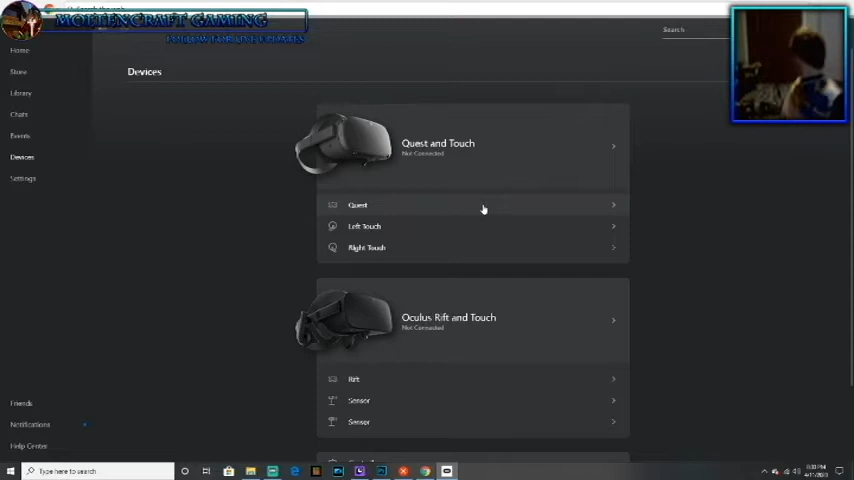 MOLTENCRAFT GAMING
FOLLOW FOR LIVE UPDATES
Home
Store
Library
Chats
Events
Devices
Settings
Search
Devices
Quest and Touch
Not Connected
Quest
Left Touch
Right Touch
Oculus Rift and Touch
Not Connected
Rift
Sensor
Sensor
Friends
Notifications
Help Center
Type here to search